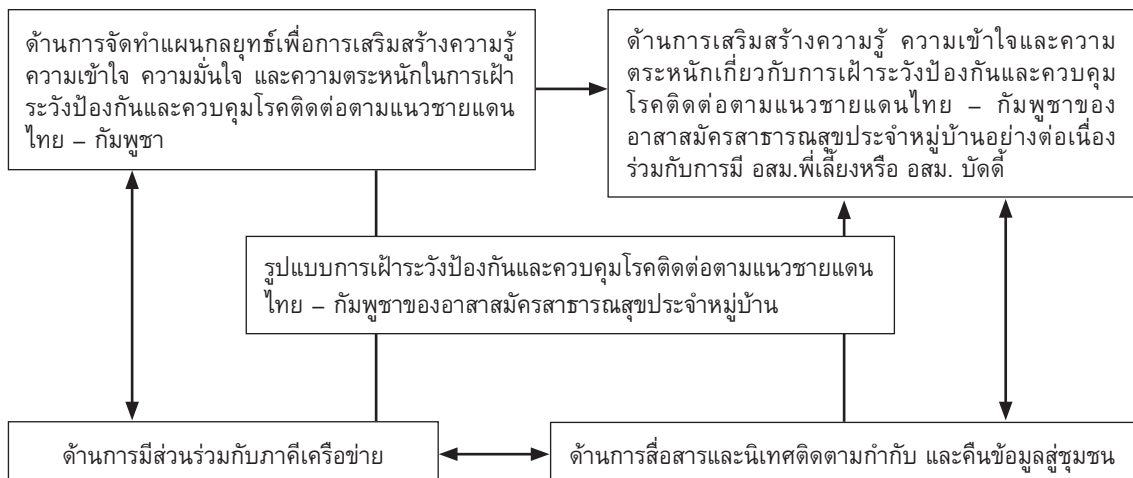 ด้านการจัดทำแผนกลยุทธ์เพื่อการเสริมสร้างความรู้
ความเข้าใจ ความมั่นใจ และความตระหนักในการเฝ้า
ระวังป้องกันและควบคุมโรคติดต่อตามแนวชายแดน
ไทย – กัมพูชา
ด้านการเสริมสร้างความรู้ ความเข้าใจและความ
ตระหนักเกี่ยวกับการเฝ้าระวังป้องกันและควบคุม
โรคติดต่อตามแนวชายแดนไทย – กัมพูชาของ
อาสาสมัครสาธารณสุขประจำหมู่บ้านอย่างต่อเนื่อง
ร่วมกับการมี อสม.พี่เลี้ยงหรือ อสม. บัดดี้
รูปแบบการเฝ้าระวังป้องกันและควบคุมโรคติดต่อตามแนวชายแดน
ไทย – กัมพูชาของอาสาสมัครสาธารณสุขประจำหมู่บ้าน
ด้านการมีส่วนร่วมกับภาคีเครือข่าย
ด้านการสื่อสารและนิเทศติดตามกำกับ และคืนข้อมูลสู่ชุมชน